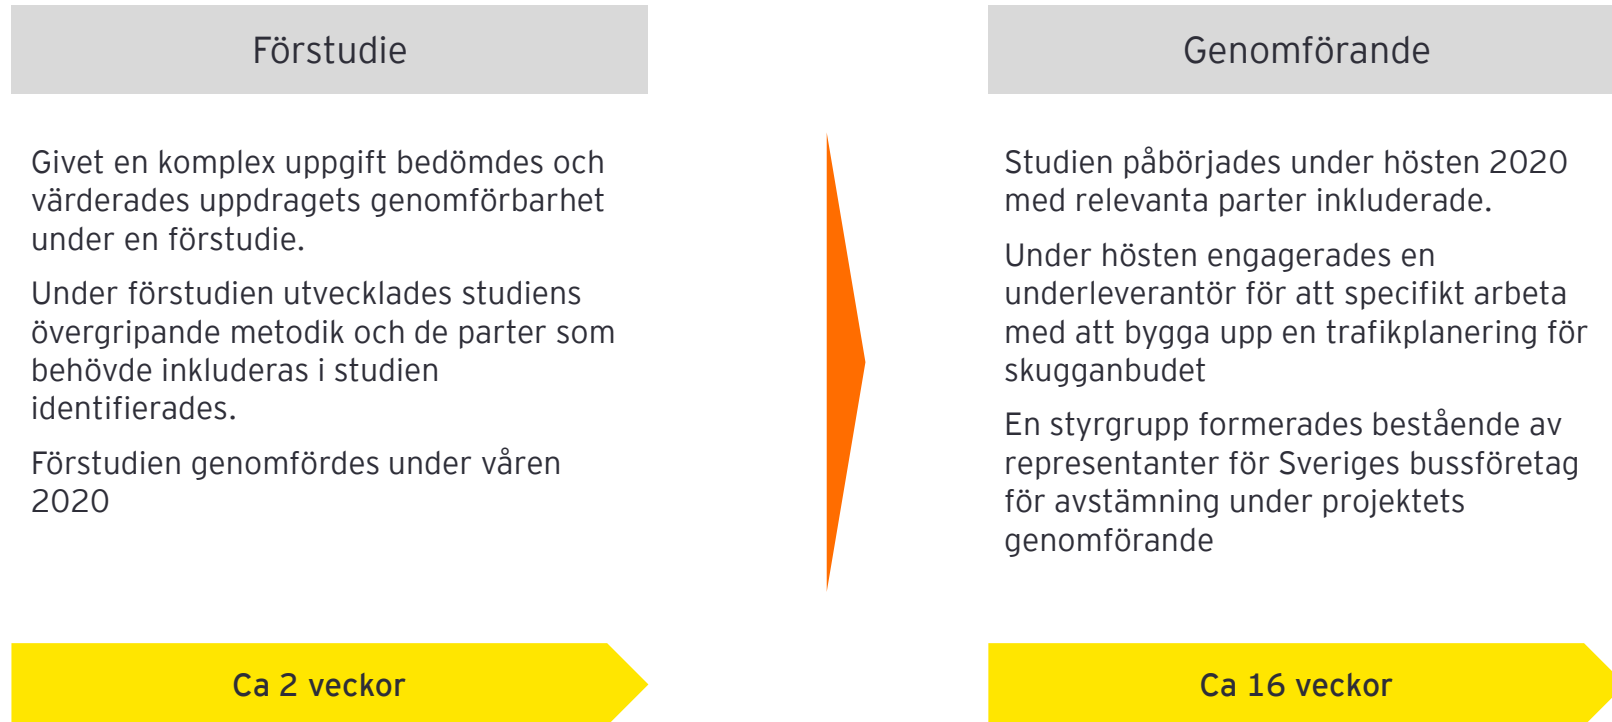 Förstudie
Givet en komplex uppgift bedömdes och
värderades uppdragets genomförbarhet
under en förstudie.
Under förstudien utvecklades studiens
övergripande metodik och de parter som
behövde inkluderas i studien
identifierades.
Förstudien genomfördes under våren
2020
Ca 2 veckor
Genomförande
Studien påbörjades under hösten 2020
med relevanta parter inkluderade.
Under hösten engagerades en
underleverantör för att specifikt arbeta
med att bygga upp en trafikplanering för
skugganbudet
En styrgrupp formerades bestående av
representanter för Sveriges bussföretag
för avstämning under projektets
genomförande
Ca 16 veckor